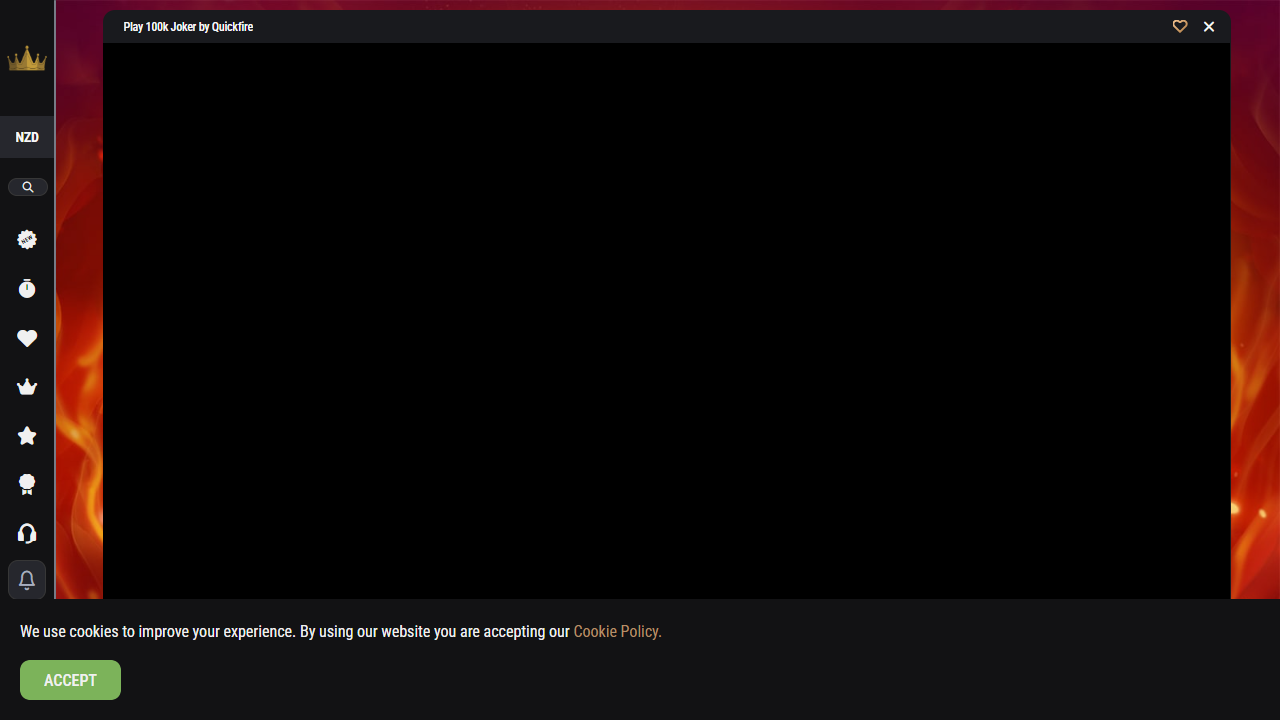 Play 100k Joker by Quickfire
NZD
NEW
We use cookies to improve your experience. By using our website you are accepting our Cookie Policy.
ACCEPT